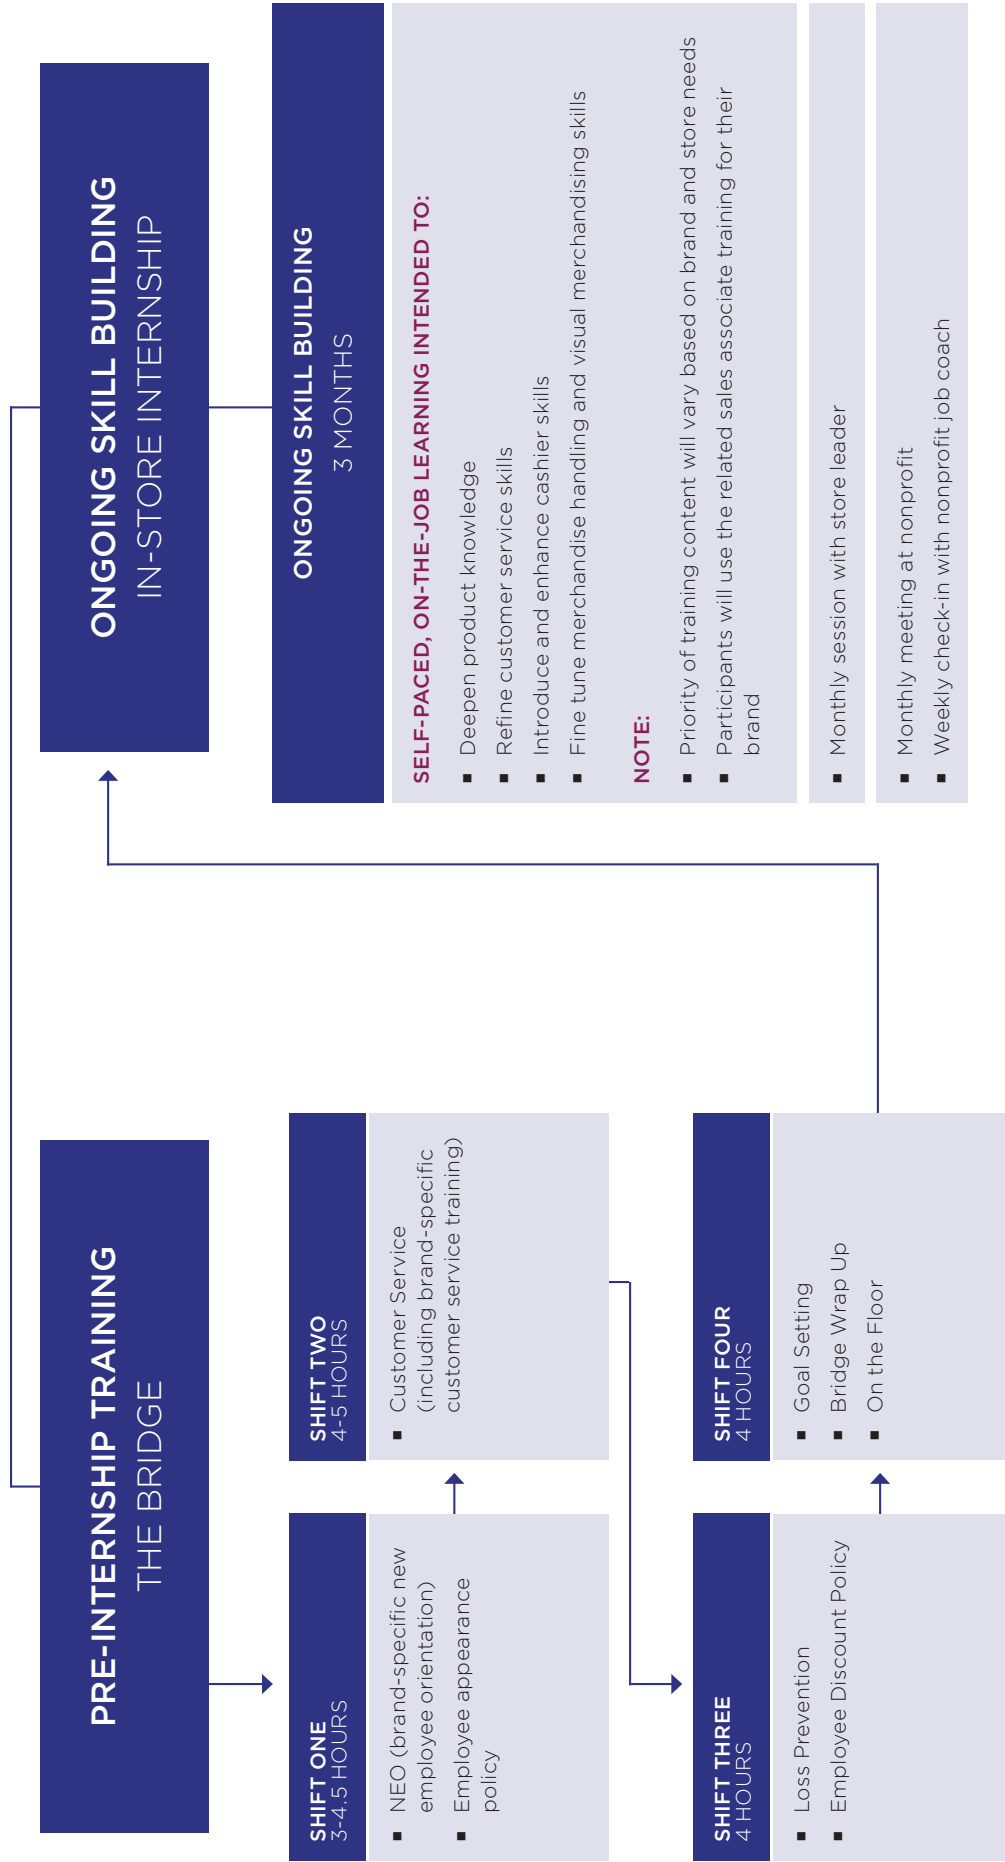 PRE-INTERNSHIP TRAINING
THE BRIDGE
SHIFT ONE
3-4.5 HOURS
▪ NEO (brand-specific new
employee orientation)
▪ Employee appearance
policy
SHIFT TWO
4-5 HOURS
▪ Customer Service
(including brand-specific
customer service training)
SHIFT THREE
4 HOURS
▪ Loss Prevention
▪ Employee Discount Policy
SHIFT FOUR
4 HOURS
▪ Goal Setting
▪ Bridge Wrap Up
▪ On the Floor
ONGOING SKILL BUILDING
IN-STORE INTERNSHIP
ONGOING SKILL BUILDING
3 MONTHS
SELF-PACED, ON-THE-JOB LEARNING INTENDED TO:
▪ Deepen product knowledge
▪ Refine customer service skills
▪ Introduce and enhance cashier skills
▪ Fine tune merchandise handling and visual merchandising skills
NOTE:
▪ Priority of training content will vary based on brand and store needs
▪ Participants will use the related sales associate training for their
brand
▪ Monthly session with store leader
▪ Monthly meeting at nonprofit
▪ Weekly check-in with nonprofit job coach